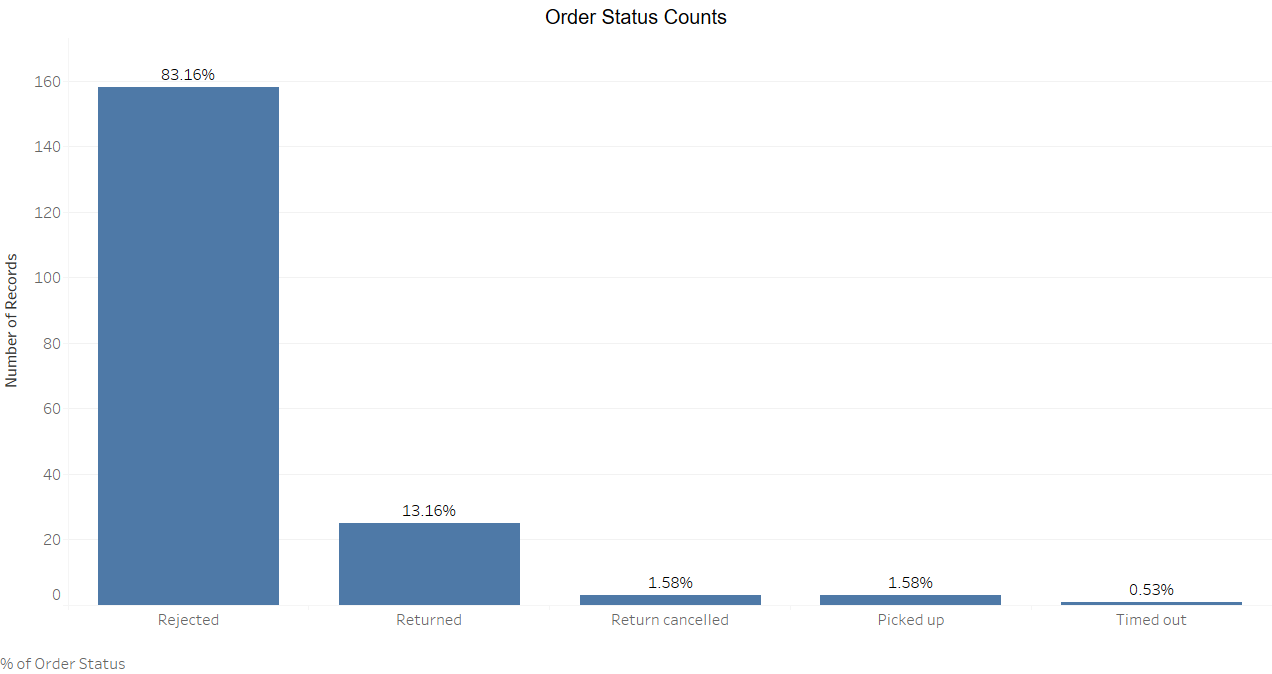 Order Status Counts
Number of Records
160
140
120
100
80
60
40
20
0
83.16%
13.16%
1.58%
1.58%
0.53%
Rejected
Returned
Return cancelled
Picked up
Timed out
% of Order Status